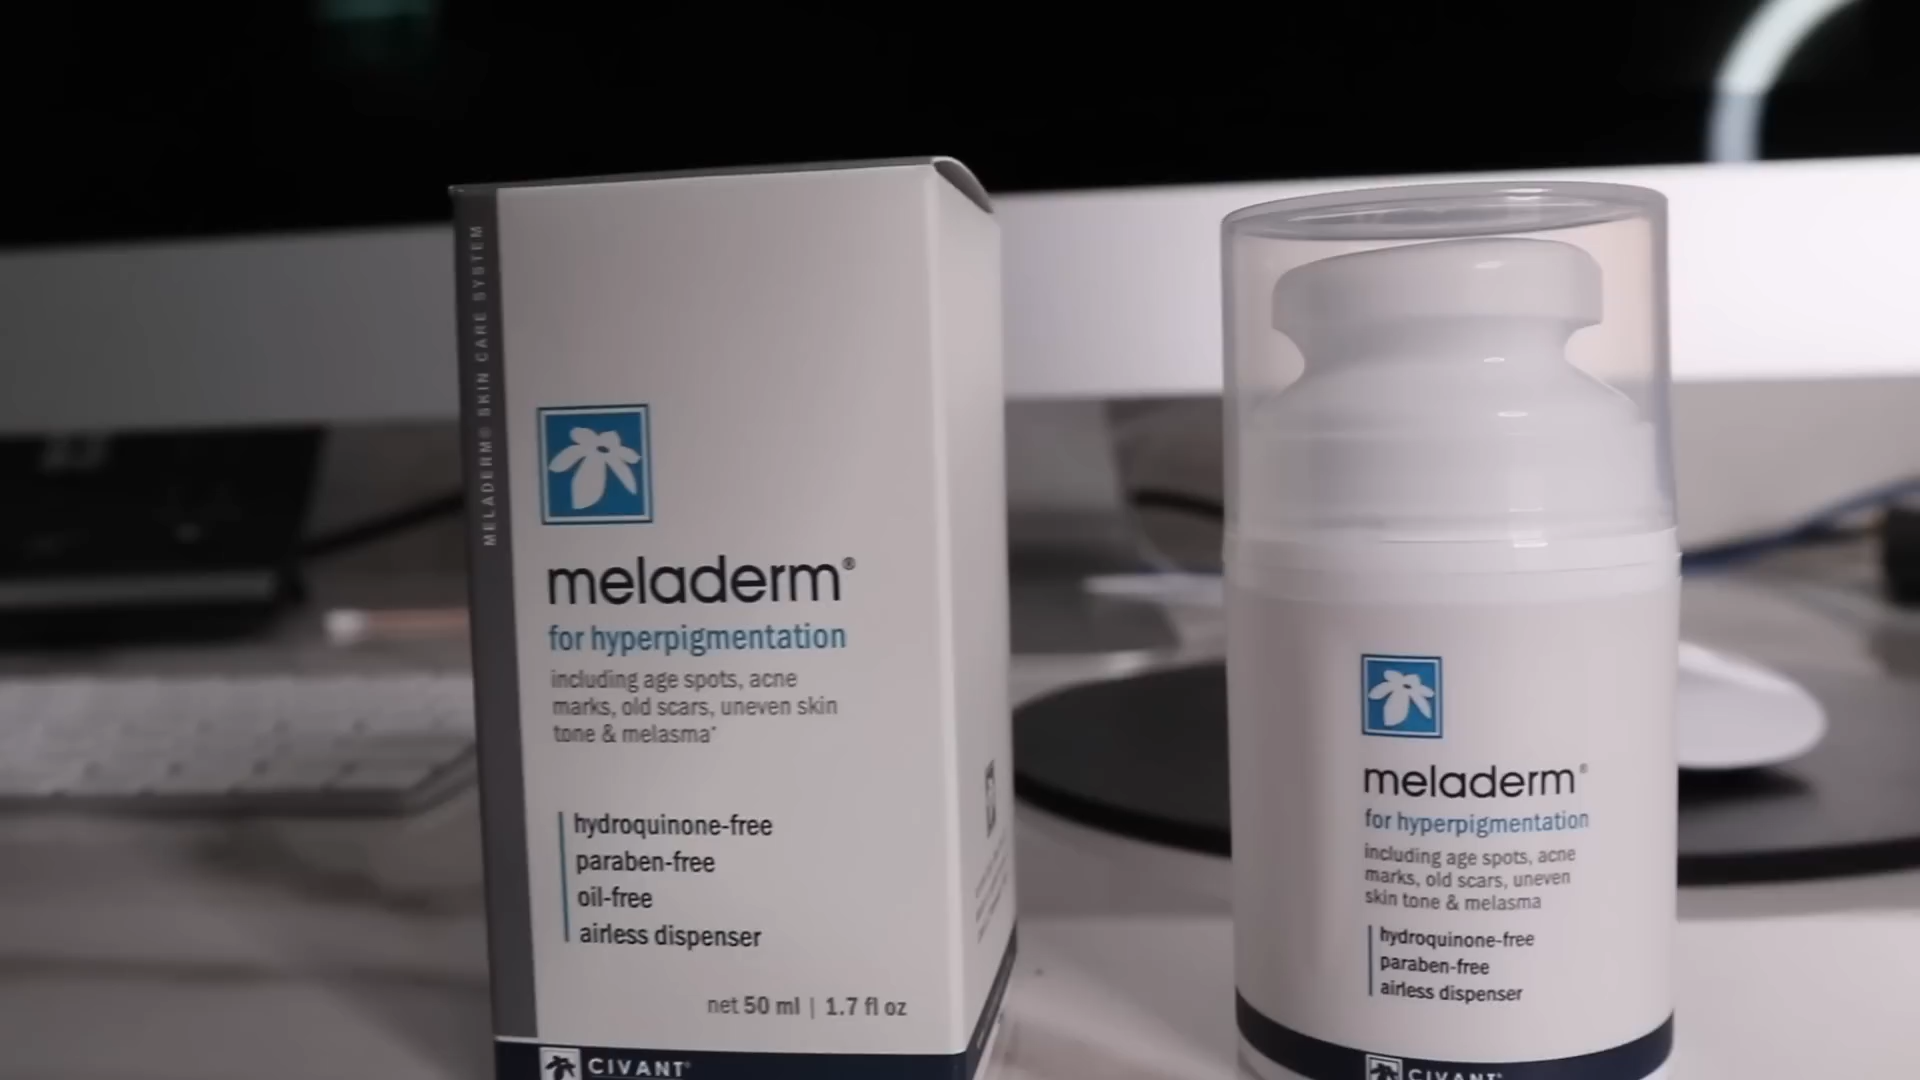 MELADERM® SKIN CARE SYSTEM
meladerm®
for hyperpigmentation
including age spots, acne
marks, old scars, uneven skin
tone & melasma*
hydroquinone-free
paraben-free
oil-free
airless dispenser
net 50 ml | 1.7 fl oz
CIVANT®
meladerm®
for hyperpigmentation
including age spots, acne
marks, old scars, uneven
skin tone & melasma
hydroquinone-free
paraben-free
airless dispenser
CIVANT®